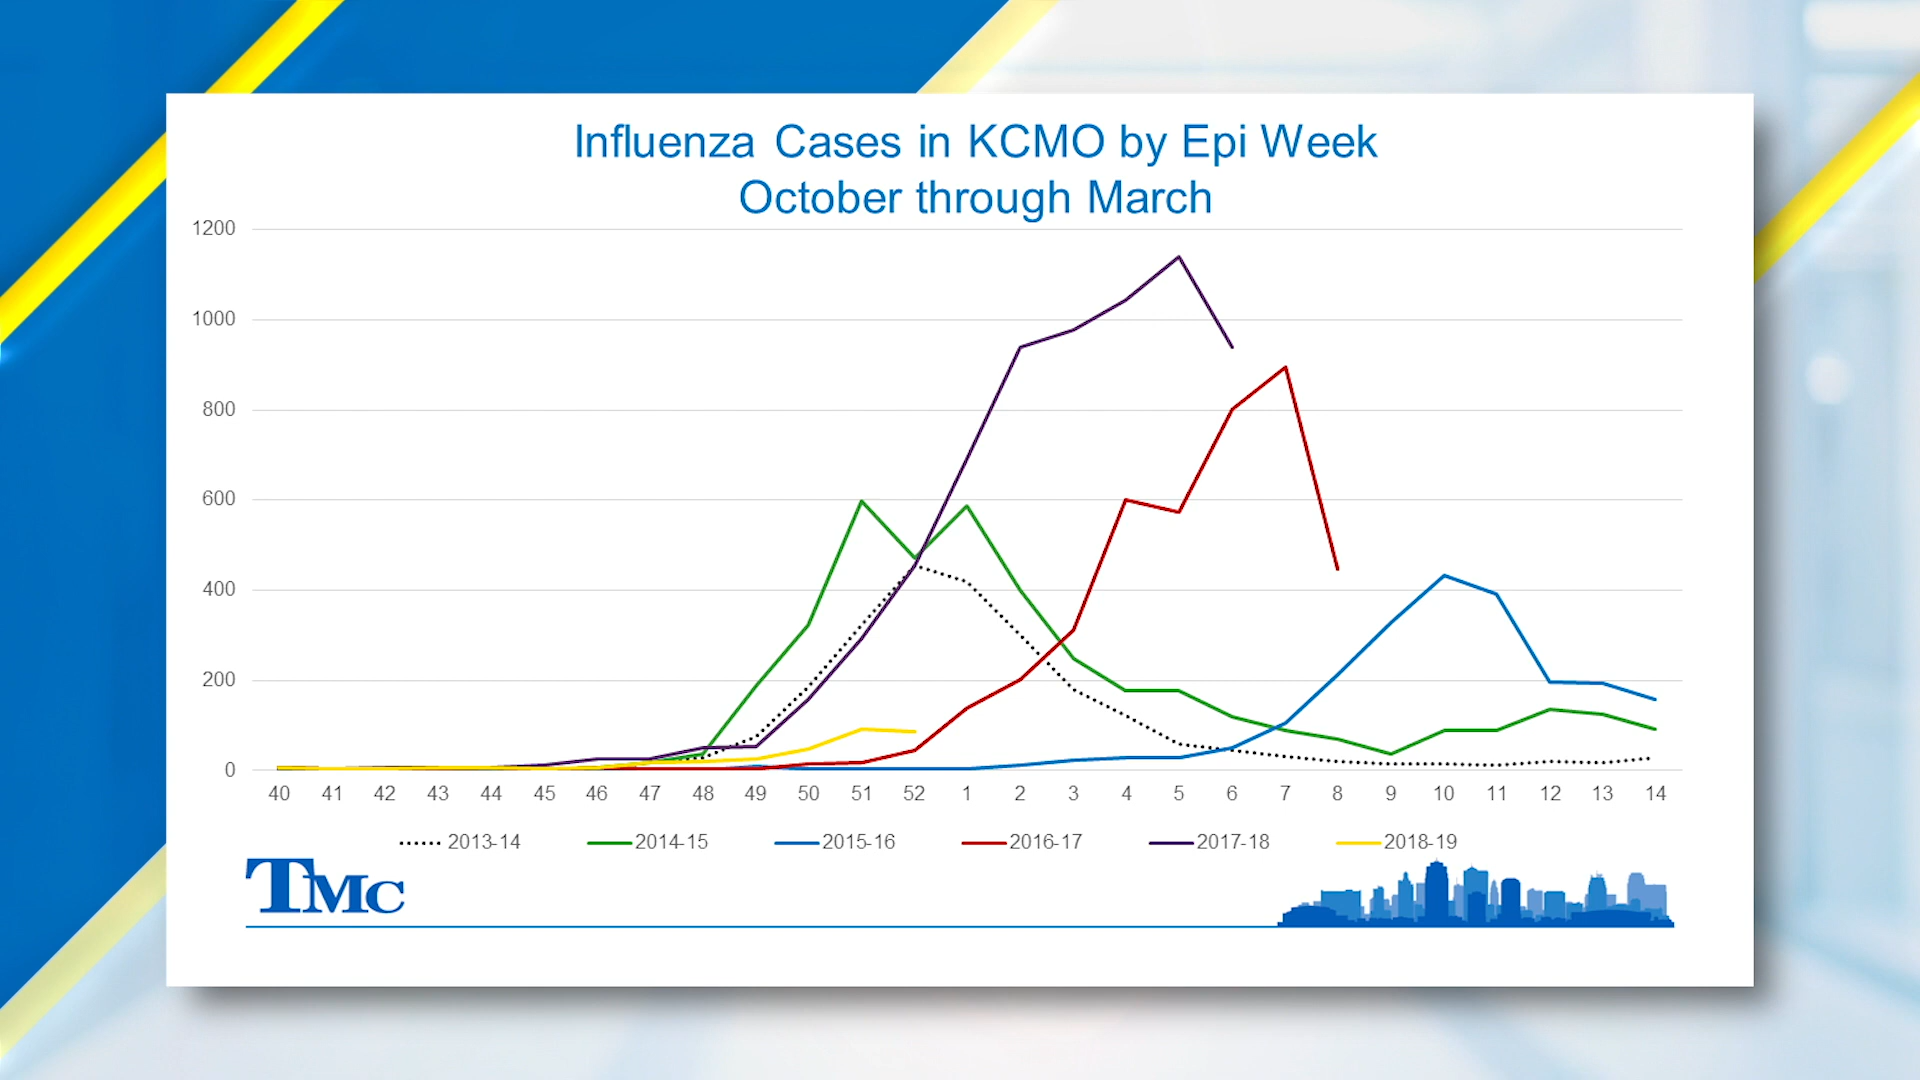 Influenza Cases in KCMO by Epi Week
October through March
1200
1000
800
600
400
200
0
40 41 42 43 44 45 46 47 48 49 50 51 52 1 2 3 4 5 6 7 8 9 10 11 12 13 14
2013-14 2014-15 2015-16 2016-17 2017-18 2018-19
TMC